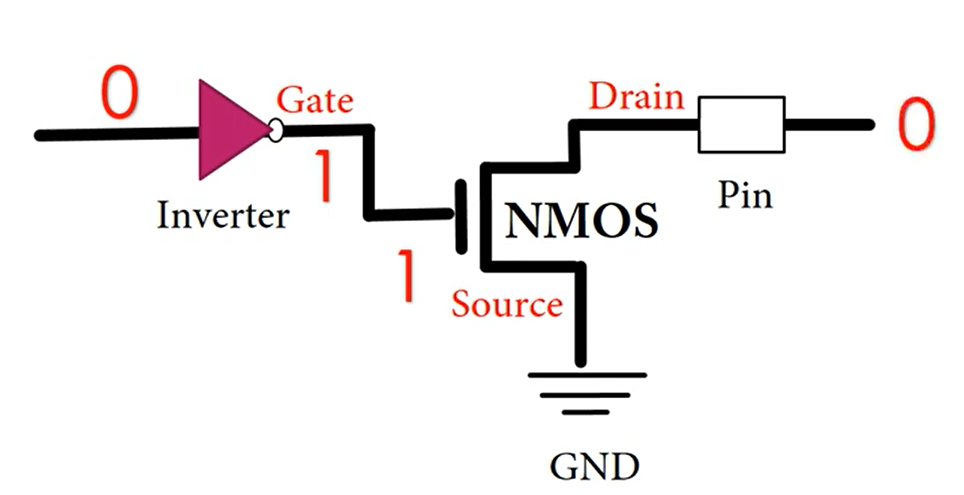 0
Gate
Drain
0
1
Inverter
Pin
NMOS
1
Source
GND